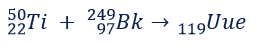 ⁵⁰₂₂Ti + ²⁴⁹₉₇Bk → ₁₁₉Uue